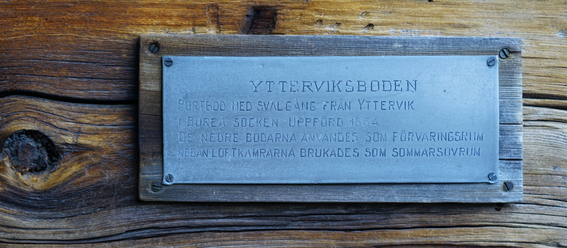 YTTERVIKSBODEN
PORTBOD MED SVALGÅNG FRÅN YTTERVIK
I BUREÅ SOCKEN UPPFÖRD
DE NEDRE BODARNA ANVÄNDES SOM FÖRVARINGSRUM
MEDAN LOFTKAMRARNA BRUKADES SOM SOMMARSOVRUM